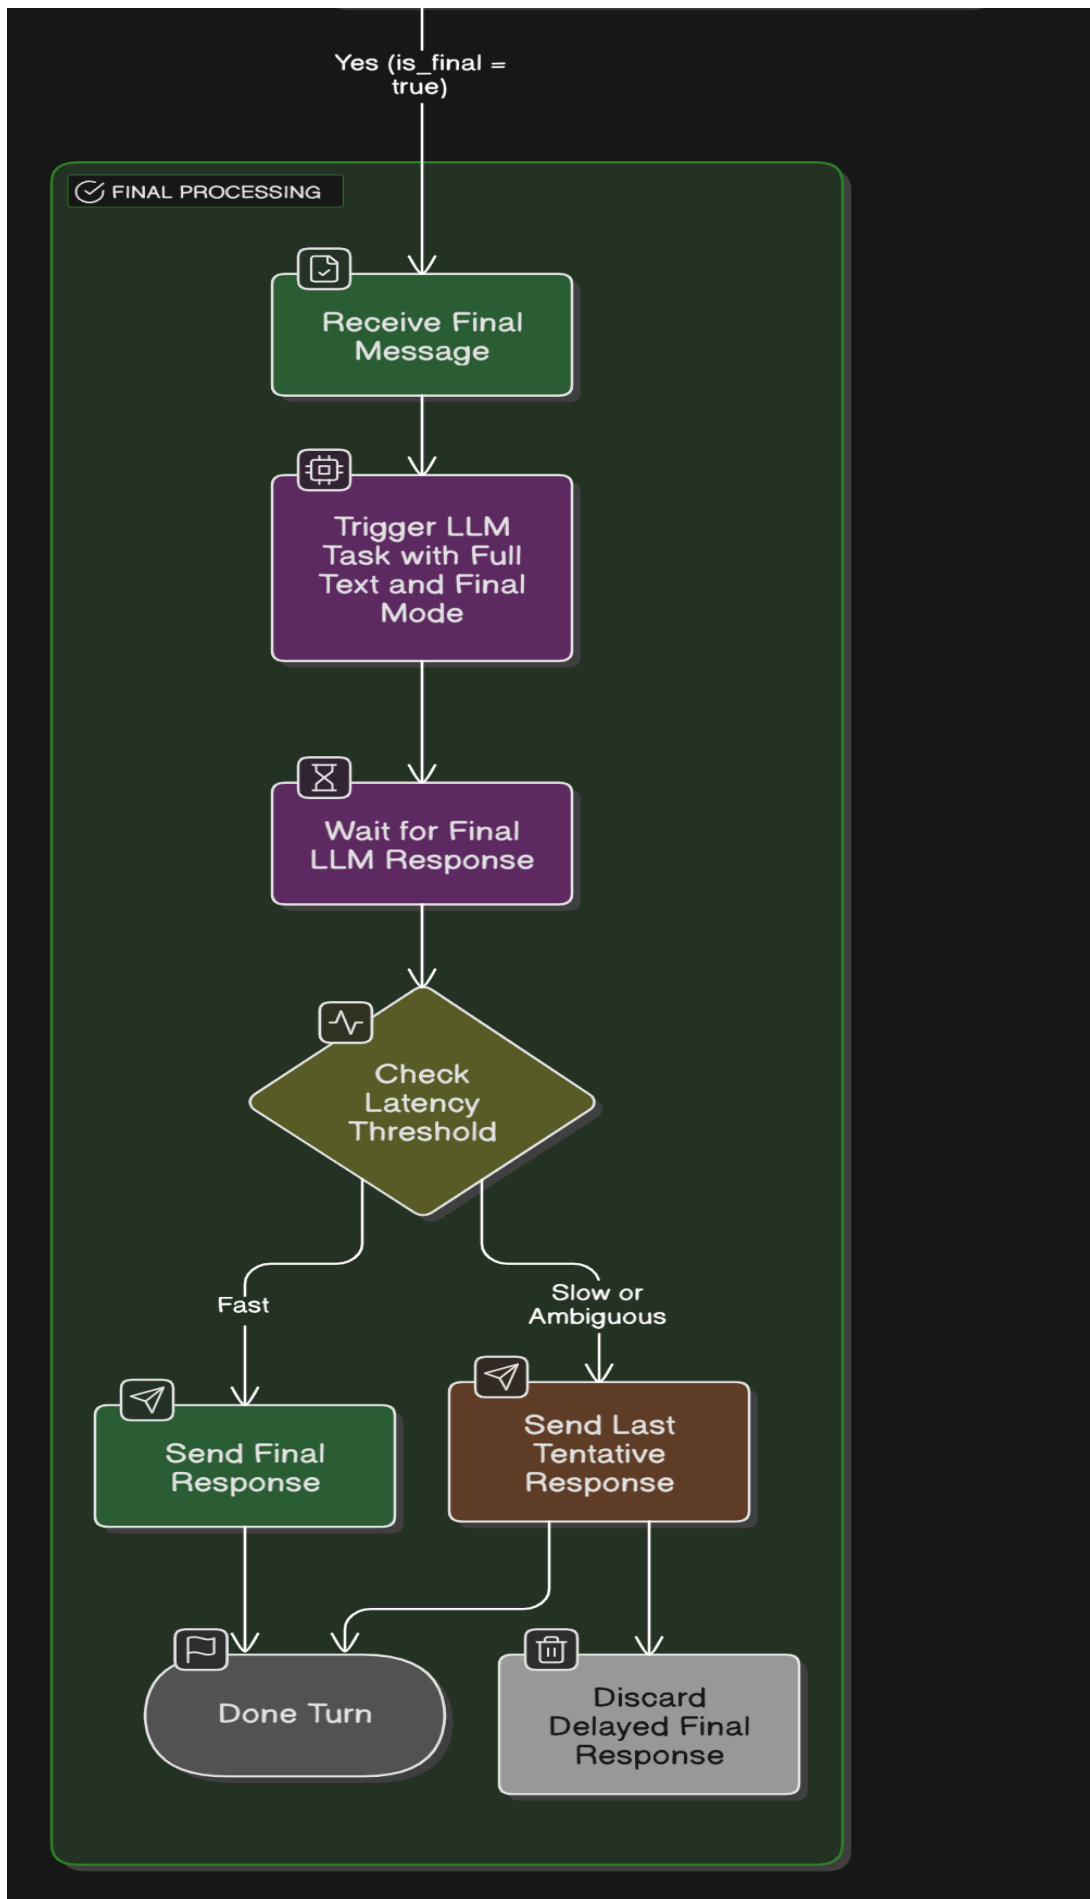 Yes (is_final =
true)
FINAL PROCESSING
Receive Final
Message
Trigger LLM
Task with Full
Text and Final
Mode
Wait for Final
LLM Response
Check
Latency
Threshold
Fast
Slow or
Ambiguous
Send Final
Response
Send Last
Tentative
Response
Done Turn
Discard
Delayed Final
Response